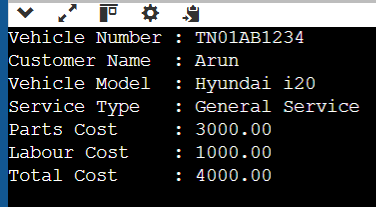 Vehicle Number : TN01AB1234
Customer Name  : Arun
Vehicle Model  : Hyundai i20
Service Type   : General Service
Parts Cost     : 3000.00
Labour Cost    : 1000.00
Total Cost     : 4000.00